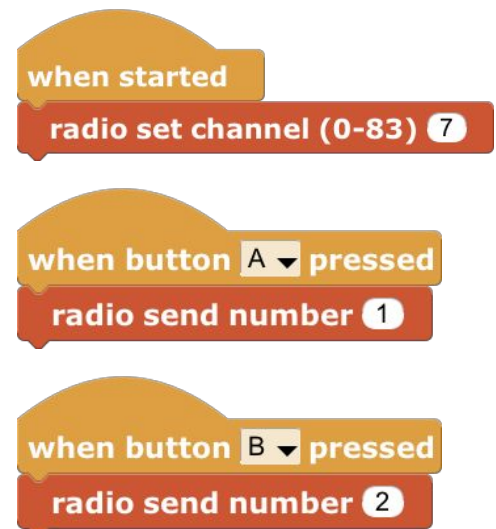 when started
radio set channel (0-83) 7
when button A pressed
radio send number 1
when button B pressed
radio send number 2